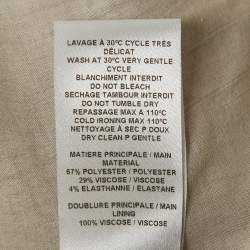 LAVAGE À 30°C CYCLE TRÉS
DÉLICAT
WASH AT 30°C VERY GENTLE
CYCLE
BLANCHIMENT INTERDIT
DO NOT BLEACH
SECHAGE TAMBOUR INTERDIT
DO NOT TUMBLE DRY
REPASSAGE MAX A 110°C
COLD IRONING MAX 110°C
NETTOYAGE À SEC P DOUX
DRY CLEAN P GENTLE
MATIERE PRINCIPALE / MAIN
MATERIAL
67% POLYESTER / POLYESTER
29% VISCOSE / VISCOSE
4% ELASTHANNE / ELASTANE
DOUBLURE PRINCIPALE / MAIN
LINING
100% VISCOSE / VISCOSE